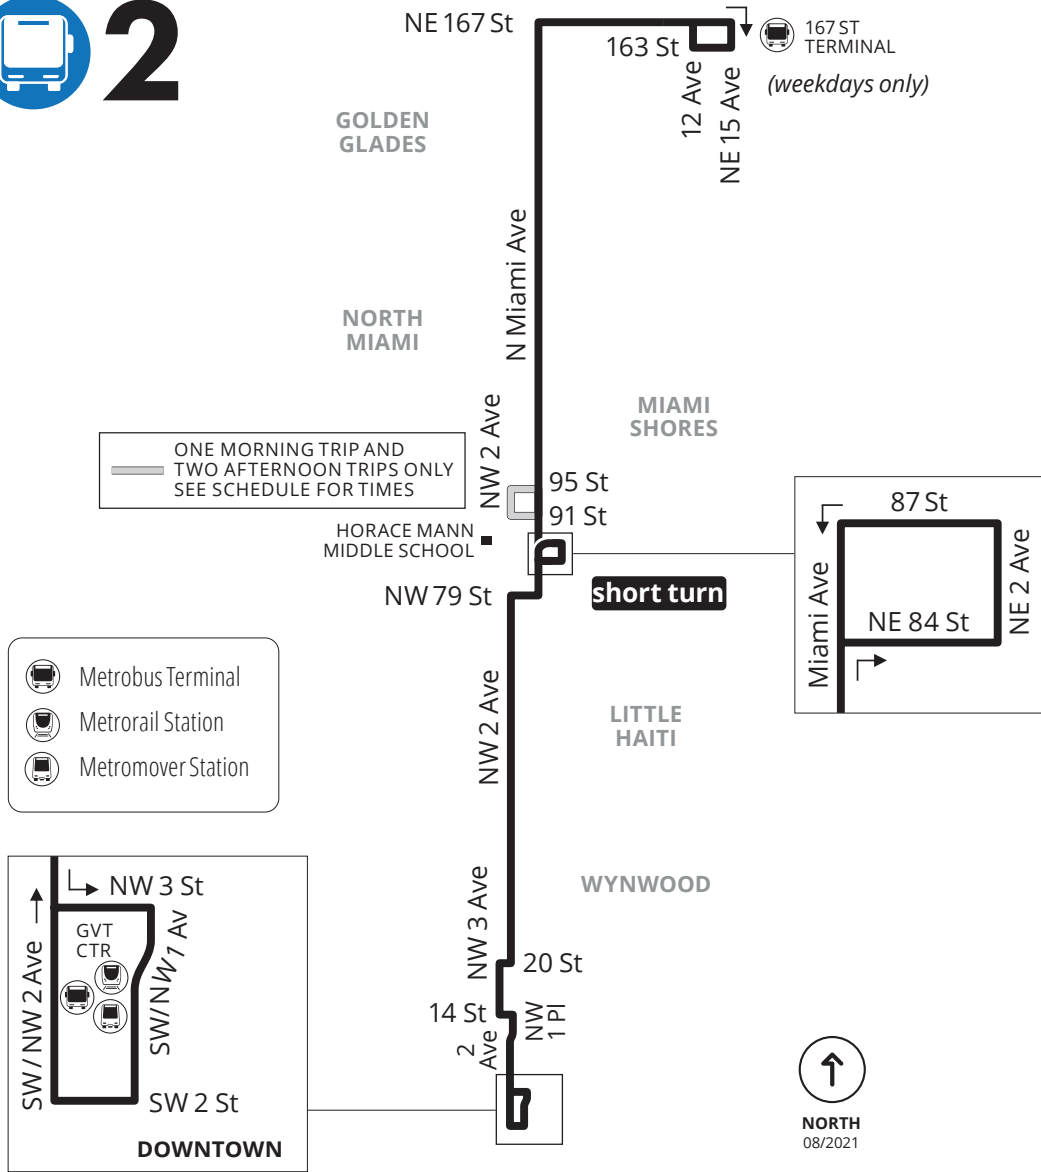 2
NE 167 St
163 St
12 Ave
NE 15 Ave
167 ST
TERMINAL
(weekdays only)
GOLDEN
GLADES
N Miami Ave
NORTH
MIAMI
MIAMI
SHORES
NW 2 Ave
ONE MORNING TRIP AND
TWO AFTERNOON TRIPS ONLY
SEE SCHEDULE FOR TIMES
95 St
91 St
HORACE MANN
MIDDLE SCHOOL
NW 79 St
short turn
87 St
Miami Ave
NE 84 St
NE 2 Ave
Metrobus Terminal
Metrorail Station
Metromover Station
NW 2 Ave
LITTLE
HAITI
WYNWOOD
NW 3 Ave
20 St
14 St
NW
1 Pl
2
Ave
NW 3 St
GVT
CTR
SW/ NW 2 Ave
SW/ NW 1 Av
SW 2 St
DOWNTOWN
NORTH
08/2021